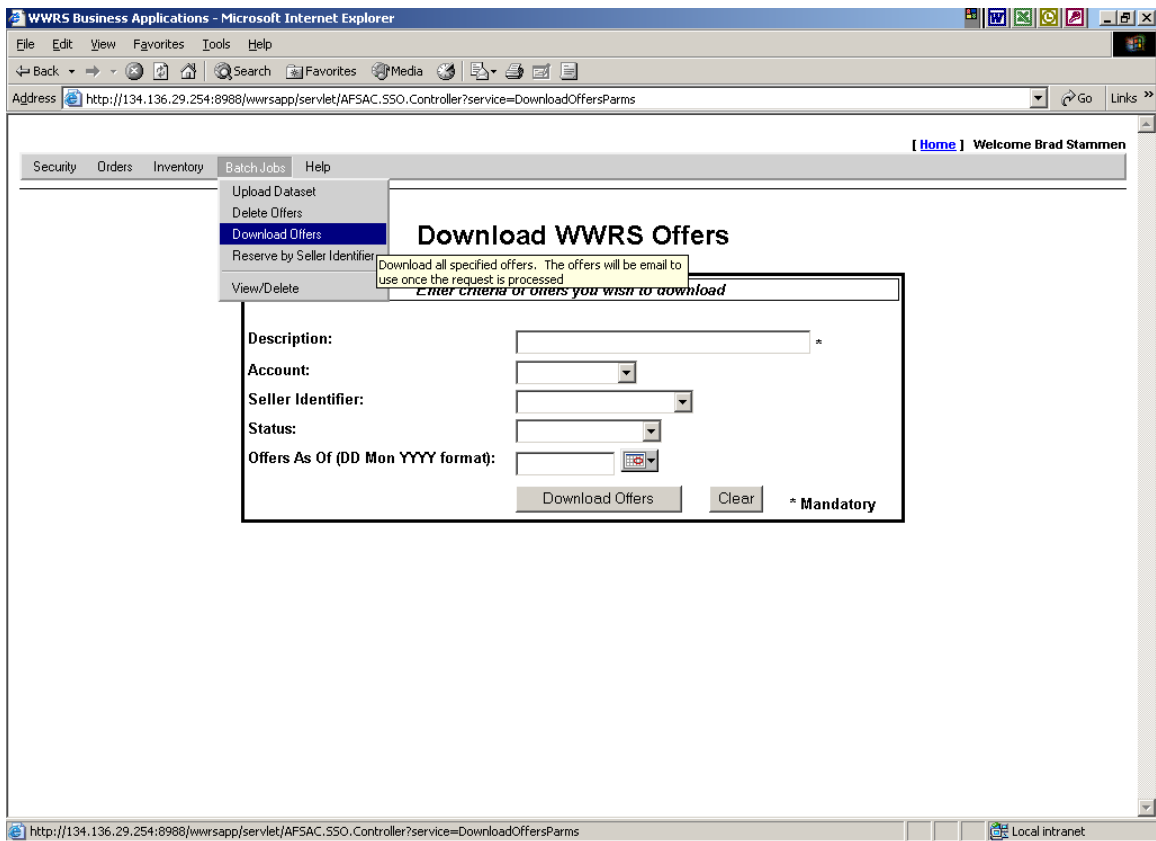 WWRS Business Applications - Microsoft Internet Explorer
File Edit View Favorites Tools Help
Back Search Favorites Media
Address http://134.136.29.254:8988/wwrsapp/servlet/AFSAC.SSO.Controller?service=DownloadOffersParms Go Links »
[ Home ] Welcome Brad Stammen
Security Orders Inventory Batch Jobs Help
Upload Dataset
Delete Offers
Download Offers
Reserve by Seller Identifier
View/Delete
Download WWRS Offers
Download all specified offers. The offers will be email to
use once the request is processed
Enter criteria of offers you wish to download
Description: *
Account:
Seller Identifier:
Status:
Offers As Of (DD Mon YYYY format):
Download Offers Clear * Mandatory
http://134.136.29.254:8988/wwrsapp/servlet/AFSAC.SSO.Controller?service=DownloadOffersParms Local intranet